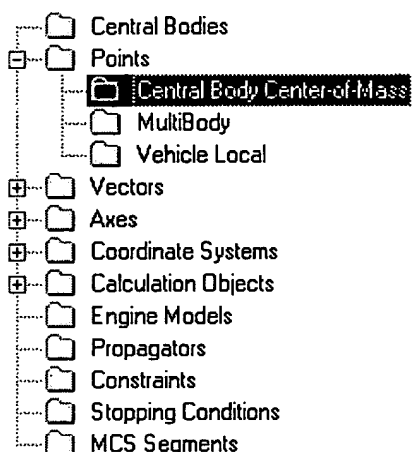 Central Bodies
Points
Central Body Center-of-Mass
MultiBody
Vehicle Local
Vectors
Axes
Coordinate Systems
Calculation Objects
Engine Models
Propagators
Constraints
Stopping Conditions
MCS Segments